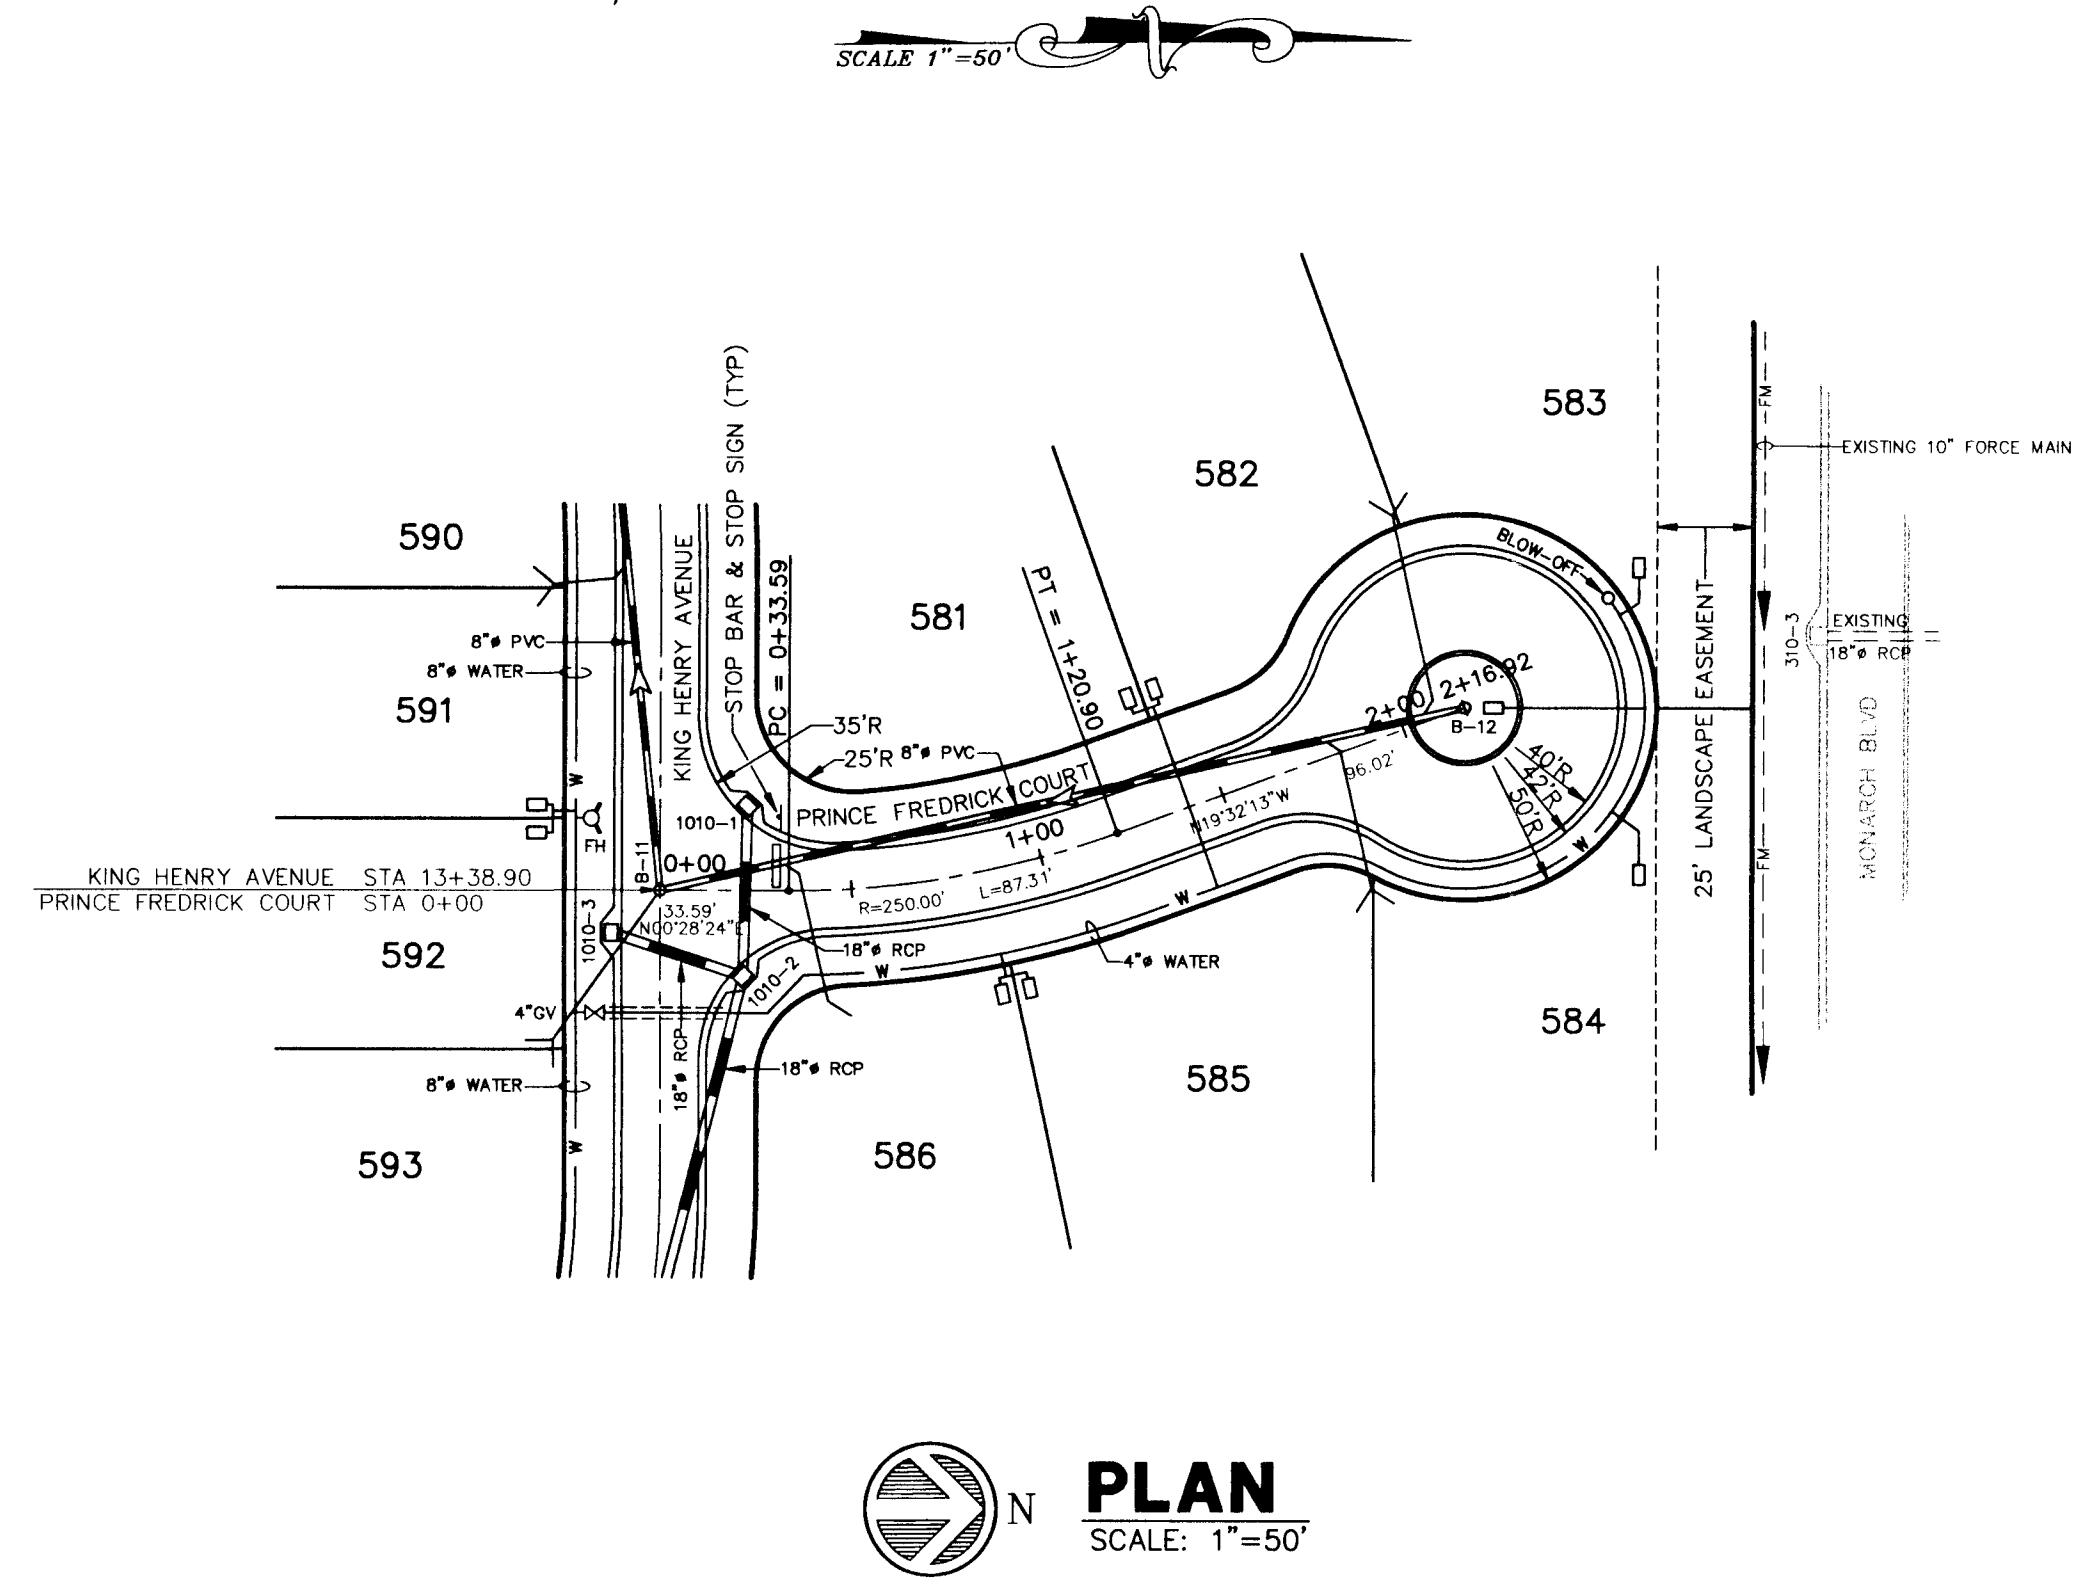 SCALE 1"=50'
583
EXISTING 10" FORCE MAIN
FM
582
590
BLOW-OFF
STOP BAR & STOP SIGN (TYP)
KING HENRY AVENUE
PC = 0+33.59
PT = 1+20.90
581
8"ø PVC
8"ø WATER
591
25' LANDSCAPE EASEMENT
310-3
EXISTING
18"ø RCP
MONARCH BLVD
2+16.92
2+00
B-12
35'R
25'R
8"ø PVC
PRINCE FREDRICK COURT
96.02'
N19°32'13"W
40'R
42'R
50'R
W
W
1010-1
FH
B-11
0+00
1+00
FM
KING HENRY AVENUE STA 13+38.90
PRINCE FREDRICK COURT STA 0+00
33.59'
N00°28'24"E
R=250.00'
L=87.31'
W
1010-3
592
18"ø RCP
W
4"ø WATER
1010-2
4"GV
584
18"ø RCP
18"ø RCP
8"ø WATER
585
W
593
586
N
PLAN
SCALE: 1"=50'